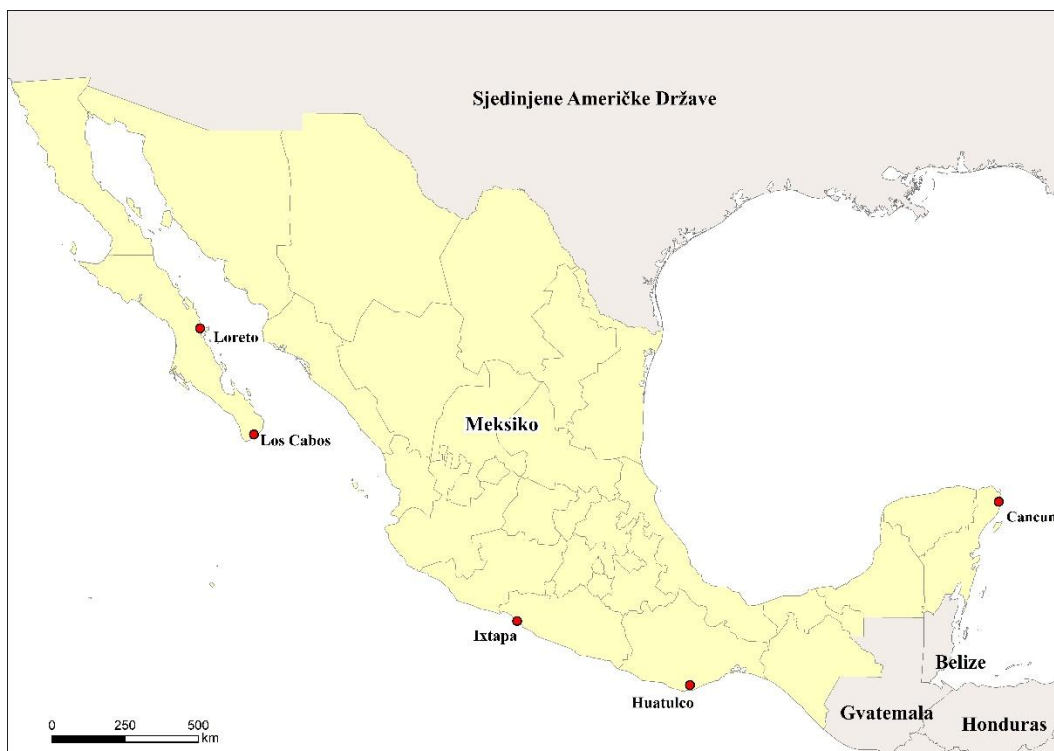 Sjedinjene Američke Države
Loreto
Meksiko
Los Cabos
Cancun
Ixtapa
Belize
Huatulco
Gvatemala
Honduras
0 250 500
km